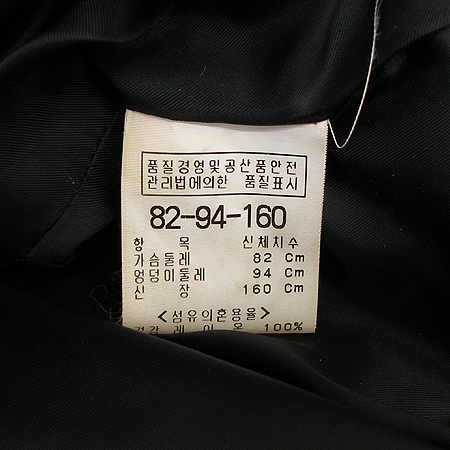 품질경영및공산품안전
관리법에의한 품질표시
82-94-160
항 목 신체치수
가슴둘레 82 Cm
엉덩이둘레 94 Cm
신 장 160 Cm
<섬유의혼용율>
겉감 레이온 100%